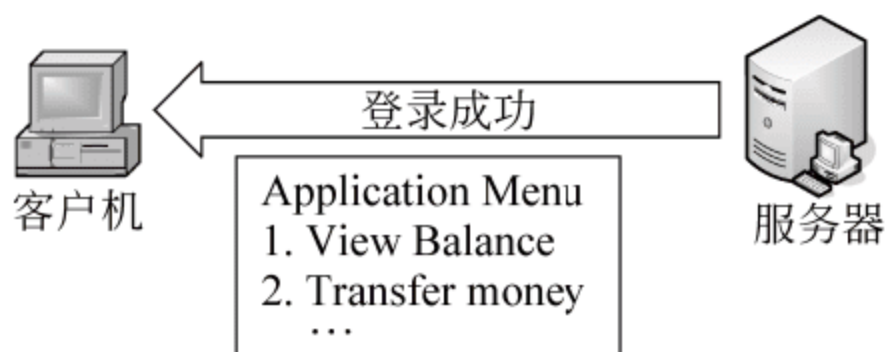 登录成功
客户机
服务器
Application Menu
1. View Balance
2. Transfer money
…